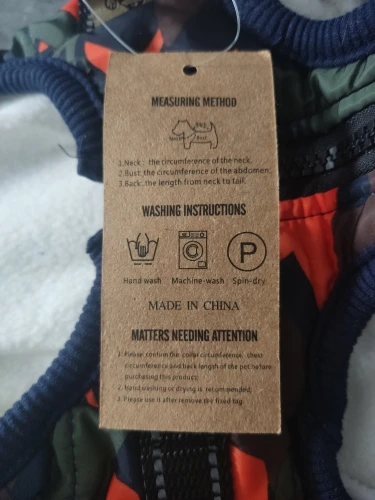 MEASURING METHOD
Neck Back Bust
1.Neck: the circumference of the neck.
2.Bust:the circumference of the abdomen.
3.Back:the length from neck to tail.
WASHING INSTRUCTIONS
P
Hand wash Machine-wash Spin-dry
MADE IN CHINA
MATTERS NEEDING ATTENTION
1. Please confirm the collar circumference, chest
circumference and back length of the pet before
purchasing this product;
2. Hand washing or drying is recommended;
3. Please use it after remove the fixed tag.